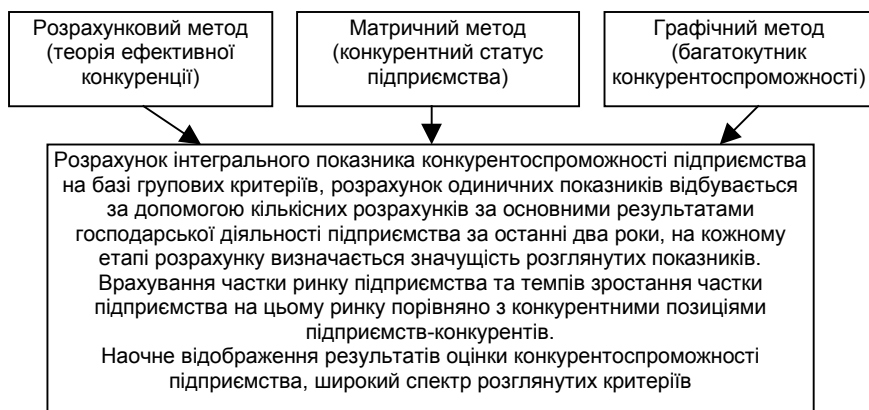 Розрахунковий метод
(теорія ефективної
конкуренції)
Матричний метод
(конкурентний статус
підприємства)
Графічний метод
(багатокутник
конкурентоспроможності)
Розрахунок інтегрального показника конкурентоспроможності підприємства
на базі групових критеріїв, розрахунок одиничних показників відбувається
за допомогою кількісних розрахунків за основними результатами
господарської діяльності підприємства за останні два роки, на кожному
етапі розрахунку визначається значущість розглянутих показників.
Врахування частки ринку підприємства та темпів зростання частки
підприємства на цьому ринку порівняно з конкурентними позиціями
підприємств-конкурентів.
Наочне відображення результатів оцінки конкурентоспроможності
підприємства, широкий спектр розглянутих критеріїв